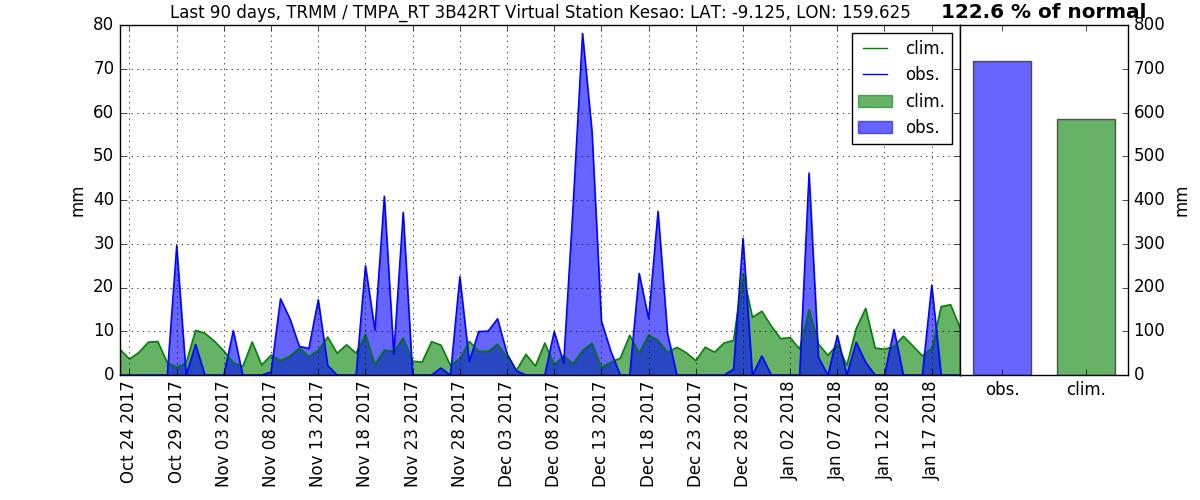 Last 90 days, TRMM / TMPA_RT 3B42RT Virtual Station Kesao: LAT: -9.125, LON: 159.625
122.6 % of normal
80
70
60
50
40
30
20
10
0
mm
clim.
obs.
clim.
obs.
Oct 24 2017
Oct 29 2017
Nov 03 2017
Nov 08 2017
Nov 13 2017
Nov 18 2017
Nov 23 2017
Nov 28 2017
Dec 03 2017
Dec 08 2017
Dec 13 2017
Dec 18 2017
Dec 23 2017
Dec 28 2017
Jan 02 2018
Jan 07 2018
Jan 12 2018
Jan 17 2018
800
700
600
500
400
300
200
100
0
mm
obs.
clim.